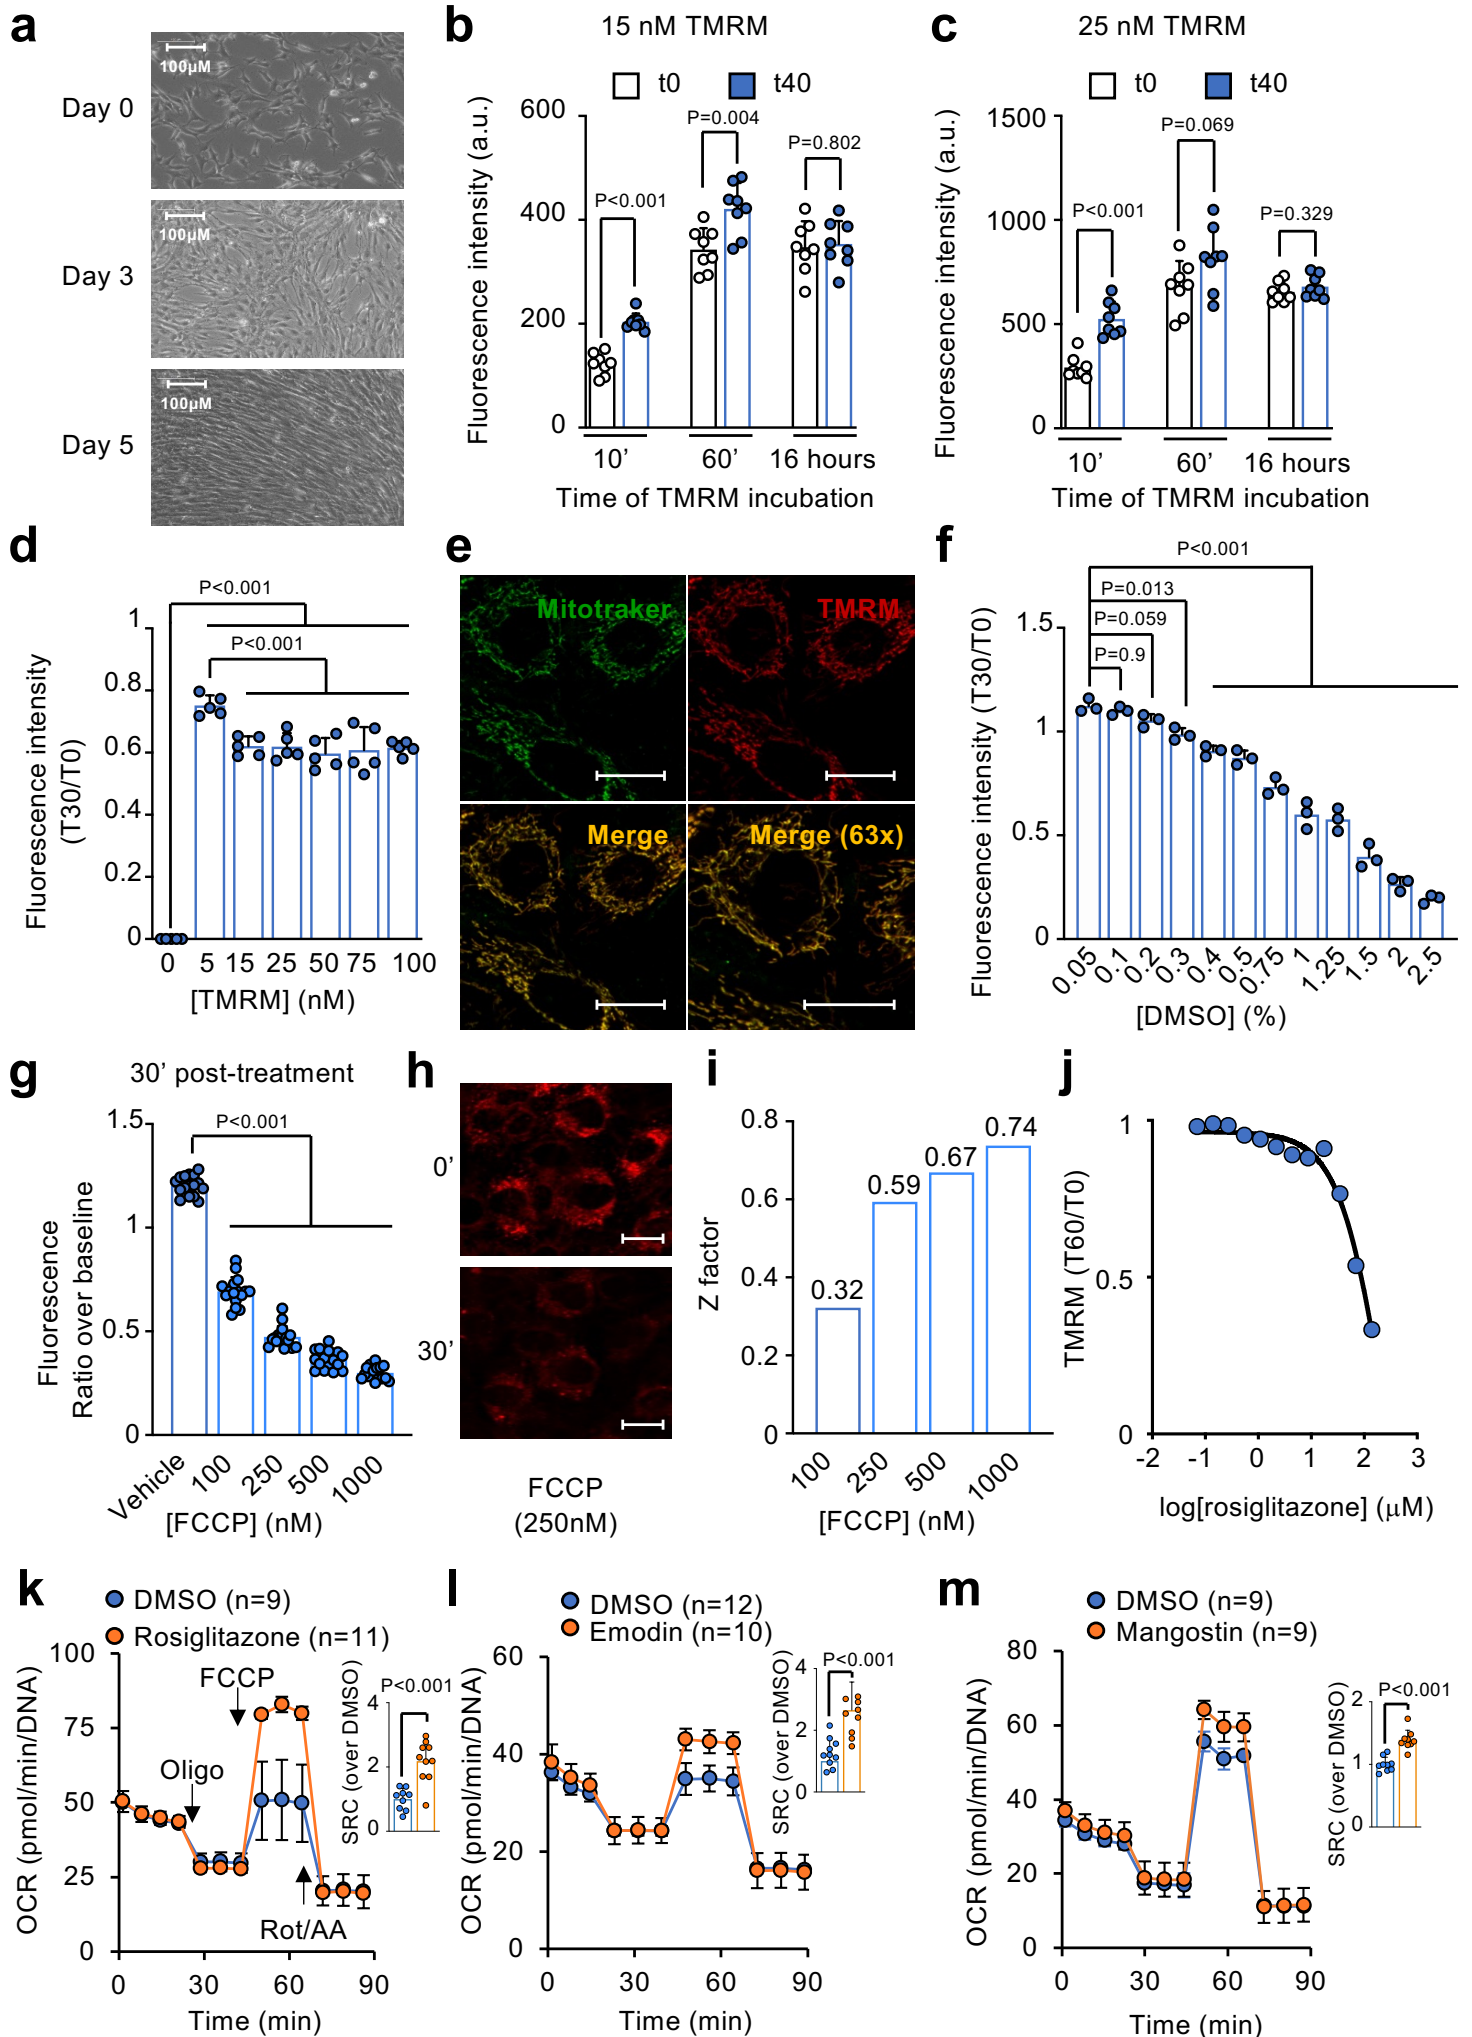 a
Day 0
100µM
Day 3
100µM
Day 5
100µM
b
15 nM TMRM
t0
t40
Fluorescence intensity (a.u.)
600
400
200
0
P<0.001
P=0.004
P=0.802
10’
60’
16 hours
Time of TMRM incubation
c
25 nM TMRM
t0
t40
Fluorescence intensity (a.u.)
1500
1000
500
0
P<0.001
P=0.069
P=0.329
10’
60’
16 hours
Time of TMRM incubation
d
Fluorescence intensity
(T30/T0)
1
0.8
0.6
0.4
0.2
0
P<0.001
P<0.001
0
5
15
25
50
75
100
[TMRM] (nM)
e
Mitotraker
TMRM
Merge
Merge (63x)
f
Fluorescence intensity (T30/T0)
1.5
1
0.5
0
P<0.001
P=0.013
P=0.059
P=0.9
0.05
0.1
0.2
0.3
0.4
0.5
0.75
1
1.25
1.5
2
2.5
[DMSO] (%)
g
30’ post-treatment
Fluorescence
Ratio over baseline
1.5
1
0.5
0
P<0.001
Vehicle
100
250
500
1000
[FCCP] (nM)
h
0’
30’
FCCP
(250nM)
i
Z factor
0.8
0.6
0.4
0.2
0
0.32
0.59
0.67
0.74
100
250
500
1000
[FCCP] (nM)
j
TMRM (T60/T0)
1
0.5
0
-2
-1
0
1
2
3
log[rosiglitazone] (µM)
k
DMSO (n=9)
Rosiglitazone (n=11)
OCR (pmol/min/DNA)
100
75
50
25
0
Oligo
FCCP
Rot/AA
0
30
60
90
Time (min)
SRC (over DMSO)
P<0.001
4
2
0
l
DMSO (n=12)
Emodin (n=10)
OCR (pmol/min/DNA)
60
40
20
0
0
30
60
90
Time (min)
SRC (over DMSO)
P<0.001
4
2
0
m
DMSO (n=9)
Mangostin (n=9)
OCR (pmol/min/DNA)
80
60
40
20
0
0
30
60
90
Time (min)
SRC (over DMSO)
P<0.001
2
1
0